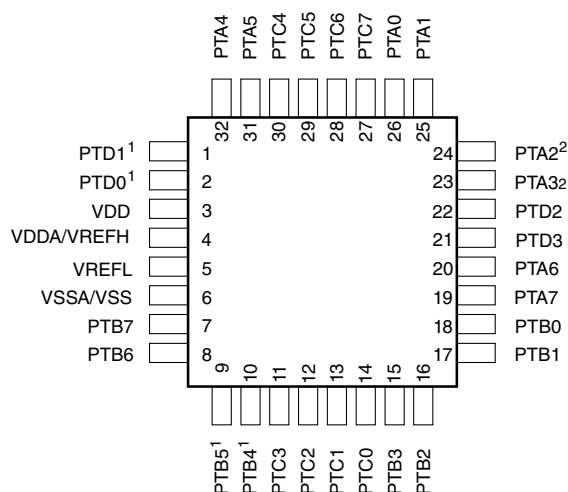 PTA4
PTA5
PTC4
PTC5
PTC6
PTC7
PTA0
PTA1
32
31
30
29
28
27
26
25
PTD1¹ 1
PTD0¹ 2
VDD 3
VDDA/VREFH 4
VREFL 5
VSSA/VSS 6
PTB7 7
PTB6 8
24 PTA2²
23 PTA32
22 PTD2
21 PTD3
20 PTA6
19 PTA7
18 PTB0
17 PTB1
9
10
11
12
13
14
15
16
PTB5¹
PTB4¹
PTC3
PTC2
PTC1
PTC0
PTB3
PTB2